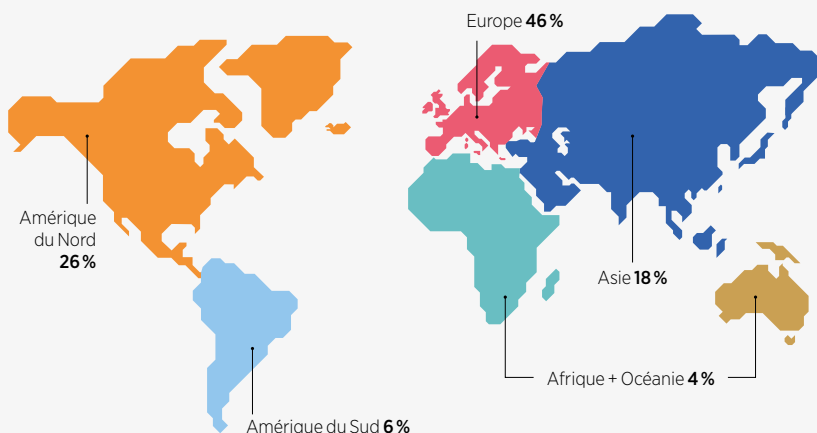 Europe 46 %
Amérique
du Nord
26 %
Asie 18 %
Afrique + Océanie 4 %
Amérique du Sud 6 %